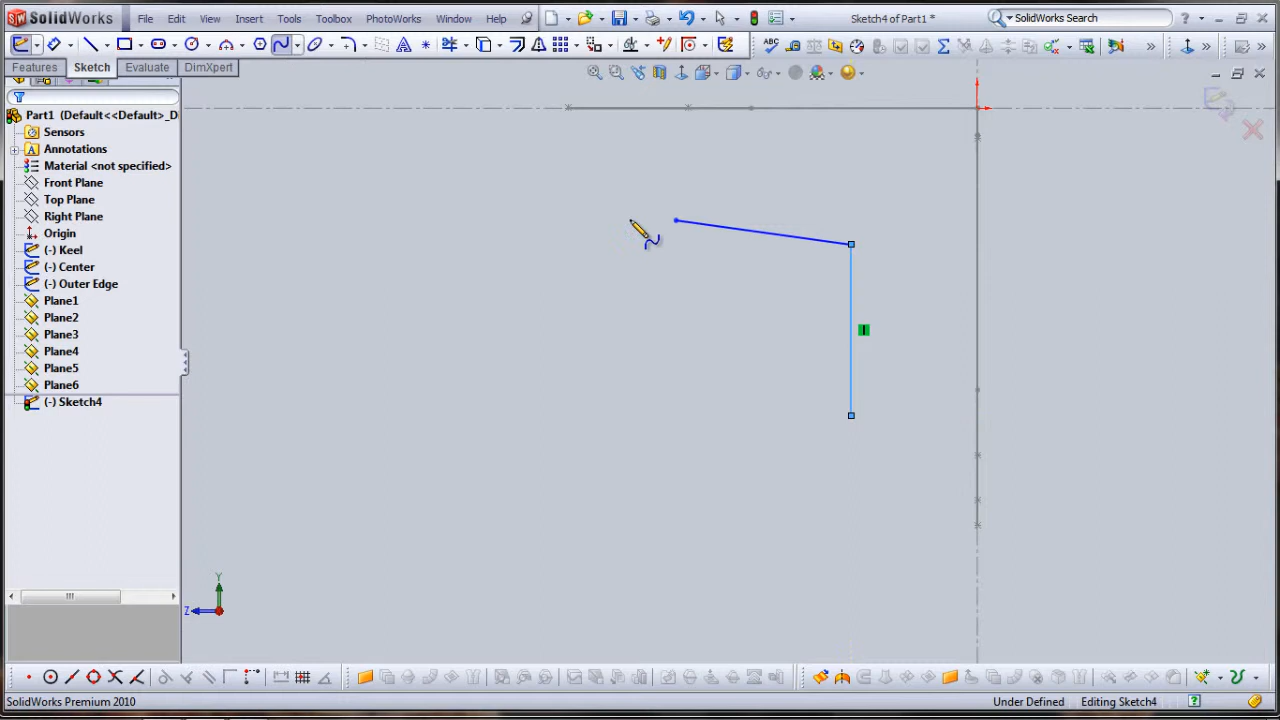 SW SolidWorks File Edit View Insert Tools Toolbox PhotoWorks Window Help Sketch4 of Part1 * SolidWorks Search ?
ABC
Features Sketch Evaluate DimXpert
Part1 (Default<<Default>_D
Sensors
A Annotations
Material <not specified>
Front Plane
Top Plane
Right Plane
Origin
(-) Keel
(-) Center
(-) Outer Edge
Plane1
Plane2
Plane3
Plane4
Plane5
Plane6
(-) Sketch4
Y
Z
SolidWorks Premium 2010 Under Defined Editing Sketch4 ?